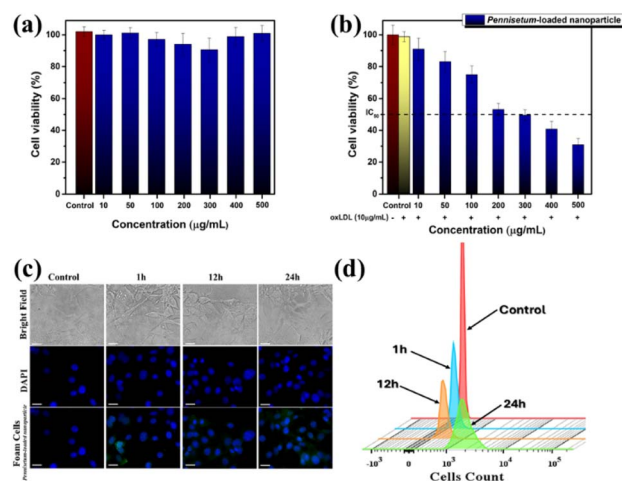 (a)
Cell viability (%)
100
80
60
40
20
0
Control 10 50 100 200 300 400 500
Concentration (µg/mL)
(b)
Pennisetum-loaded nanoparticle
Cell viability (%)
100
80
60
40
20
0
IC50
Control 10 50 100 200 300 400 500
oxLDL (10µg/mL) - + + + + + + + +
Concentration (µg/mL)
(c)
Control 1h 12h 24h
Bright Field
DAPI
Foam Cells
Pennisetum-loaded nanoparticle
(d)
Control
1h
12h
24h
-10³ 0 10³ 10⁴ 10⁵
Cells Count